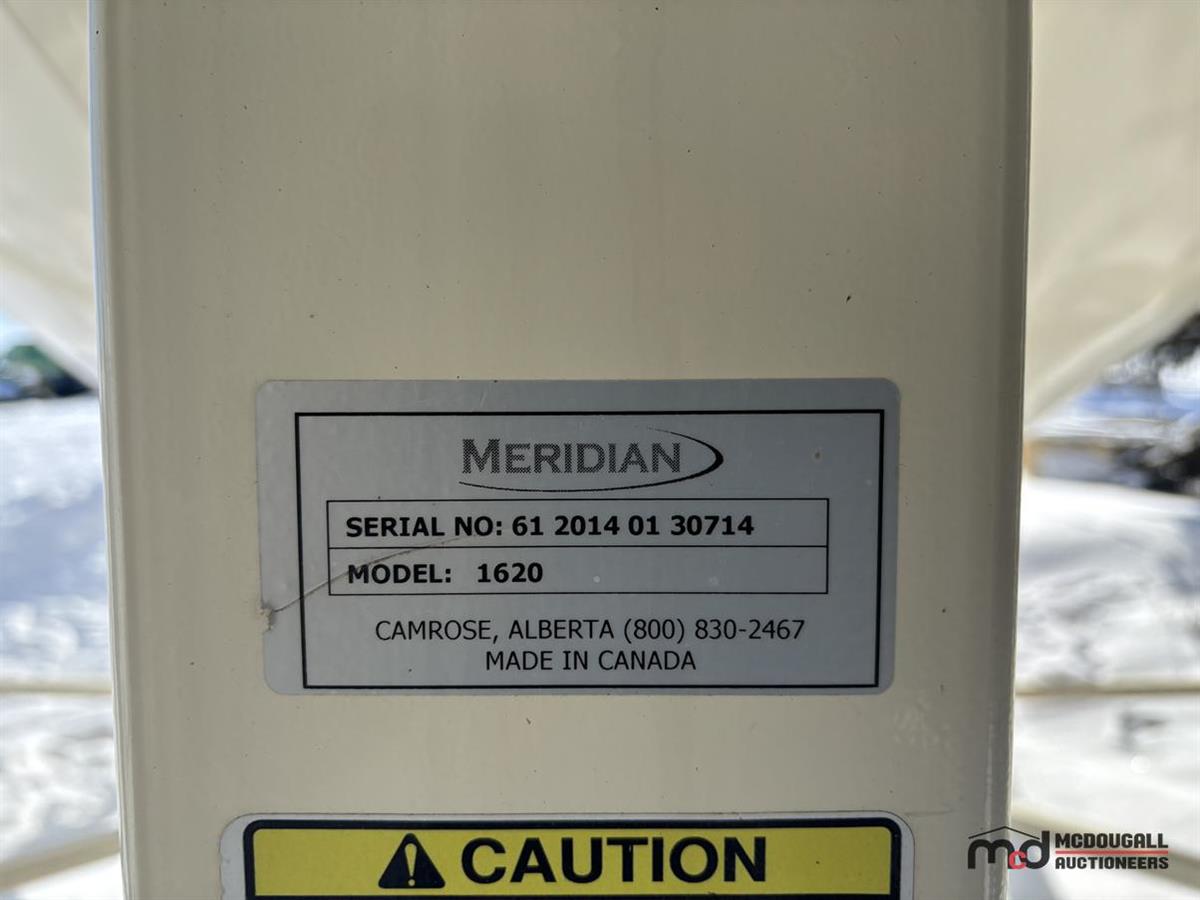 MERIDIAN
SERIAL NO: 61 2014 01 30714
MODEL: 1620
CAMROSE, ALBERTA (800) 830-2467
MADE IN CANADA
CAUTION
mcd MCDOUGALL
AUCTIONEERS